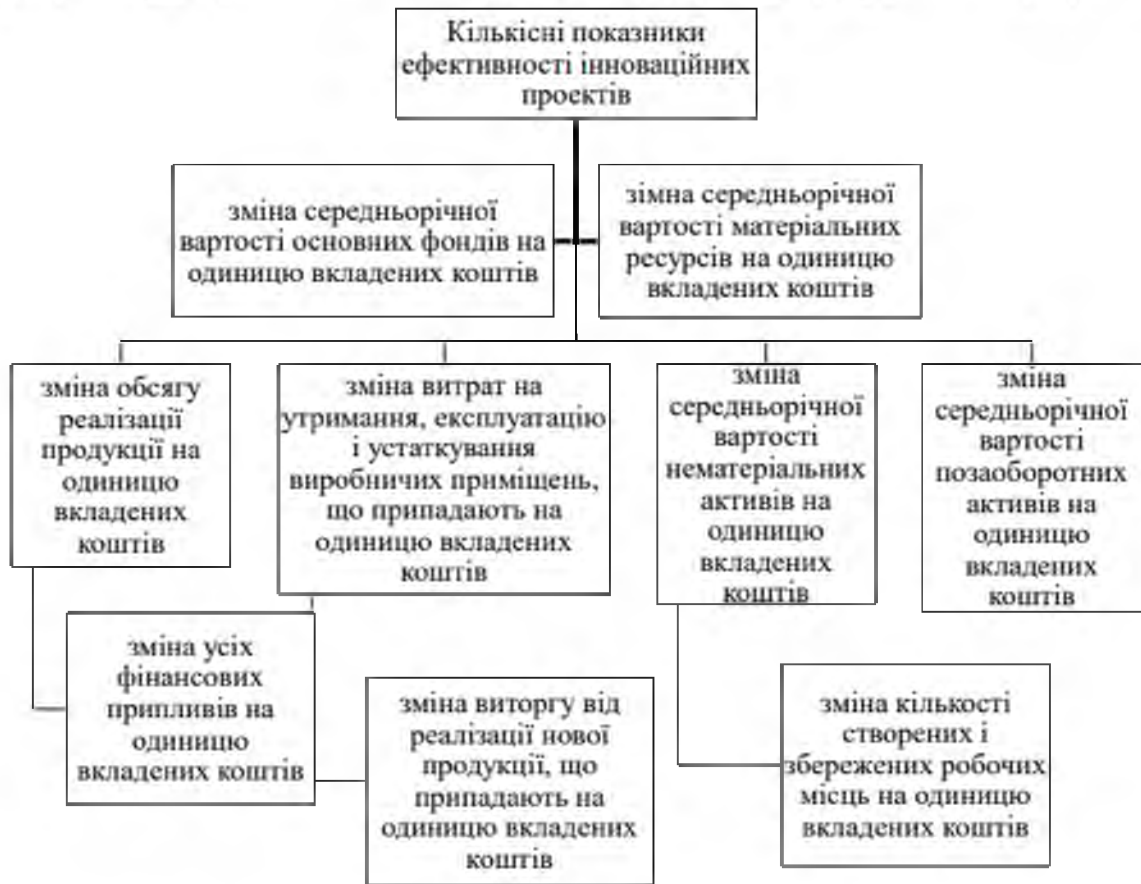 Кількісні показники
ефективності інноваційних
проектів
зміна середньорічної
вартості основних фондів на
одиницю вкладених коштів
зімна середньорічної
вартості матеріальних
ресурсів на одиницю
вкладених коштів
зміна обсягу
реалізації
продукції на
одиницю
вкладених
коштів
зміна витрат на
утримання, експлуатацію
і устаткування
виробничих приміщень,
що припадають на
одиницю вкладених
коштів
зміна
середньорічної
вартості
нематеріальних
активів на
одиницю
вкладених
коштів
зміна
середньорічної
вартості
позаоборотних
активів на
одиницю
вкладених
коштів
зміна усіх
фінансових
припливів на
одиницю
вкладених коштів
зміна виторгу від
реалізації нової
продукції, що
припадають на
одиницю вкладених
коштів
зміна кількості
створених і
збережених робочих
місць на одиницю
вкладених коштів